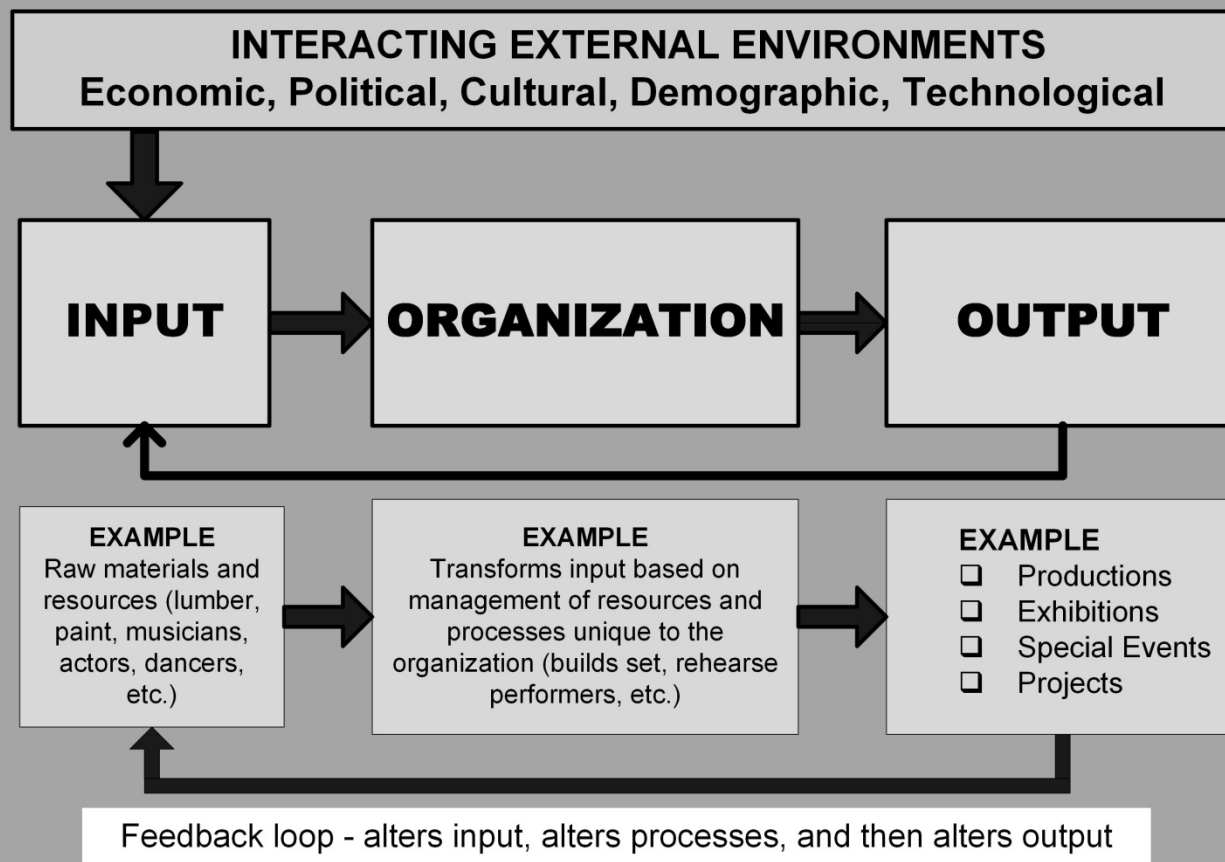 INTERACTING EXTERNAL ENVIRONMENTS
Economic, Political, Cultural, Demographic, Technological
INPUT
ORGANIZATION
OUTPUT
EXAMPLE
Raw materials and
resources (lumber,
paint, musicians,
actors, dancers,
etc.)
EXAMPLE
Transforms input based on
management of resources and
processes unique to the
organization (builds set, rehearse
performers, etc.)
EXAMPLE
❑ Productions
❑ Exhibitions
❑ Special Events
❑ Projects
Feedback loop - alters input, alters processes, and then alters output